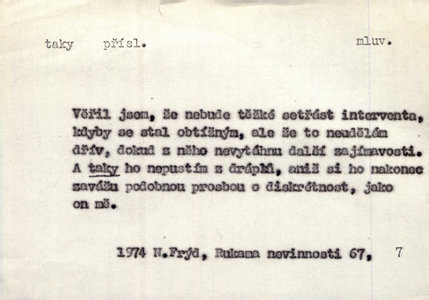 taky přísl. mluv.
Věřil jsem, že nebude těžké setřást interventa,
kdyby se stal obtížným, ale že to neudělám
dřív, dokud z něho nevytáhnu další zajímavosti.
A taky ho nepustím z drápů, aniž si ho nakonec
zavážu podobnou prosbou o diskrétnost, jako
on mě.
1974 N.Frýd, Rukama nevinnosti 67, 7